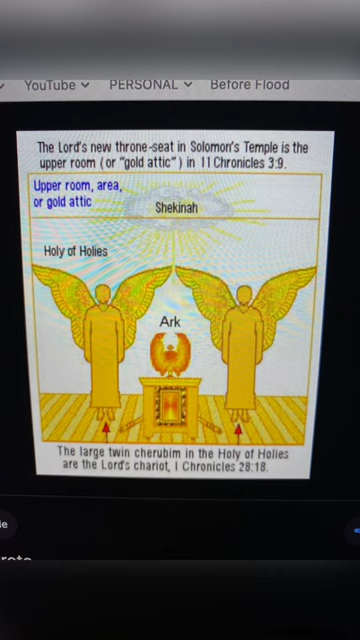 YouTube
PERSONAL
Before Flood
The Lord's new throne-seat in Solomon's Temple is the
upper room (or "gold attic") in 11 Chronicles 3:9.
Upper room, area,
or gold attic
Shekinah
Holy of Holies
Ark
The large twin cherubim in the Holy of Holies
are the Lord's chariot, I Chronicles 28:18.